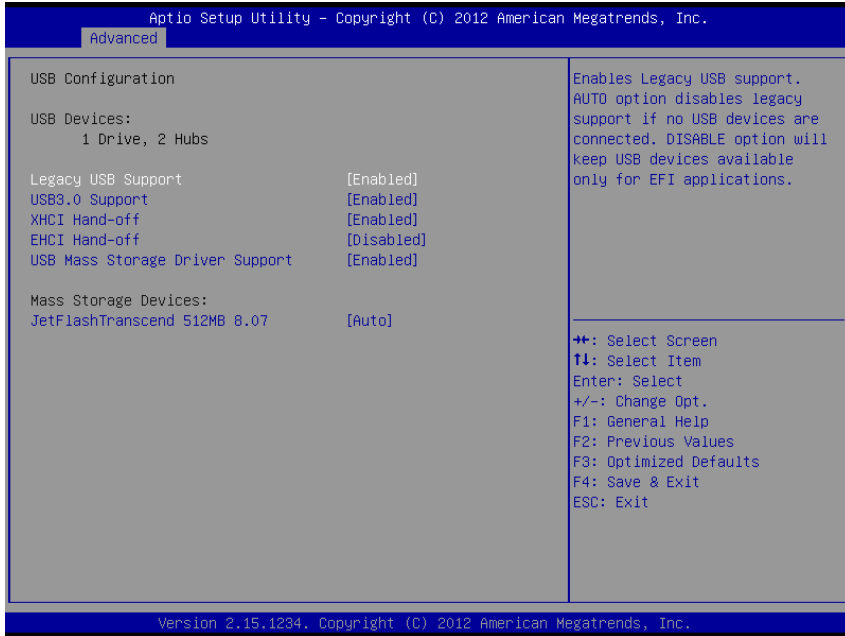 Aptio Setup Utility - Copyright (C) 2012 American Megatrends, Inc.
Advanced
USB Configuration
USB Devices:
1 Drive, 2 Hubs
Legacy USB Support [Enabled]
USB3.0 Support [Enabled]
XHCI Hand-off [Enabled]
EHCI Hand-off [Disabled]
USB Mass Storage Driver Support [Enabled]
Mass Storage Devices:
JetFlashTranscend 512MB 8.07 [Auto]
Enables Legacy USB support.
AUTO option disables legacy
support if no USB devices are
connected. DISABLE option will
keep USB devices available
only for EFI applications.
→←: Select Screen
↑↓: Select Item
Enter: Select
+/-: Change Opt.
F1: General Help
F2: Previous Values
F3: Optimized Defaults
F4: Save & Exit
ESC: Exit
Version 2.15.1234. Copyright (C) 2012 American Megatrends, Inc.